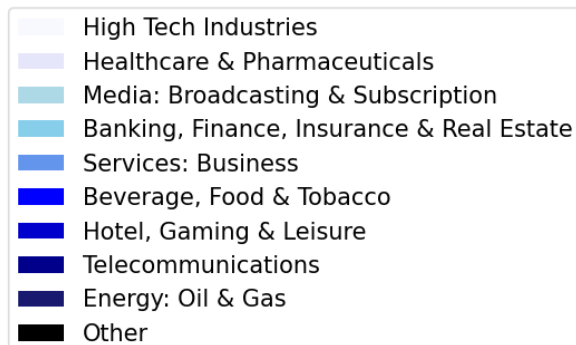 High Tech Industries
Healthcare & Pharmaceuticals
Media: Broadcasting & Subscription
Banking, Finance, Insurance & Real Estate
Services: Business
Beverage, Food & Tobacco
Hotel, Gaming & Leisure
Telecommunications
Energy: Oil & Gas
Other